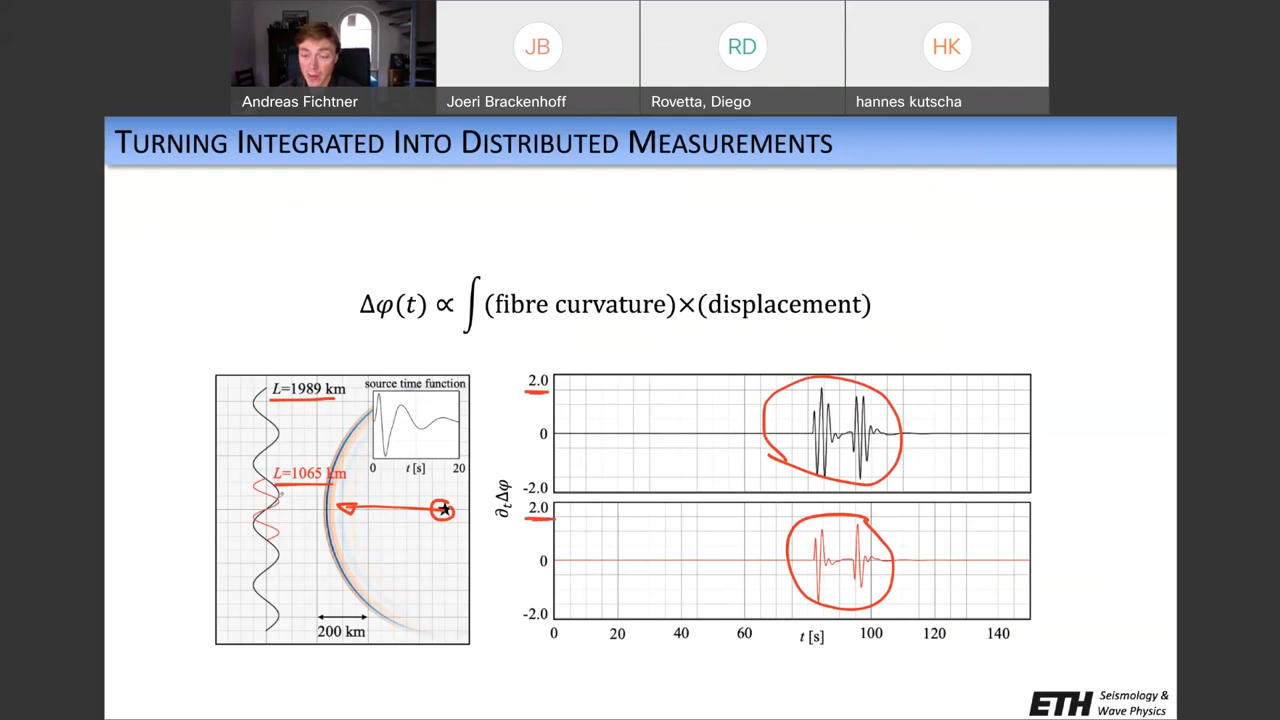 JB
RD
HK
Andreas Fichtner
Joeri Brackenhoff
Rovetta, Diego
hannes kutscha
TURNING INTEGRATED INTO DISTRIBUTED MEASUREMENTS
Δφ(t) ∝ ∫(fibre curvature)×(displacement)
L=1989 km
source time function
0
t [s]
20
L=1065 km
200 km
∂tΔφ
2.0
0
-2.0
2.0
0
-2.0
0
20
40
60
t [s]
100
120
140
ETH
Seismology &
Wave Physics